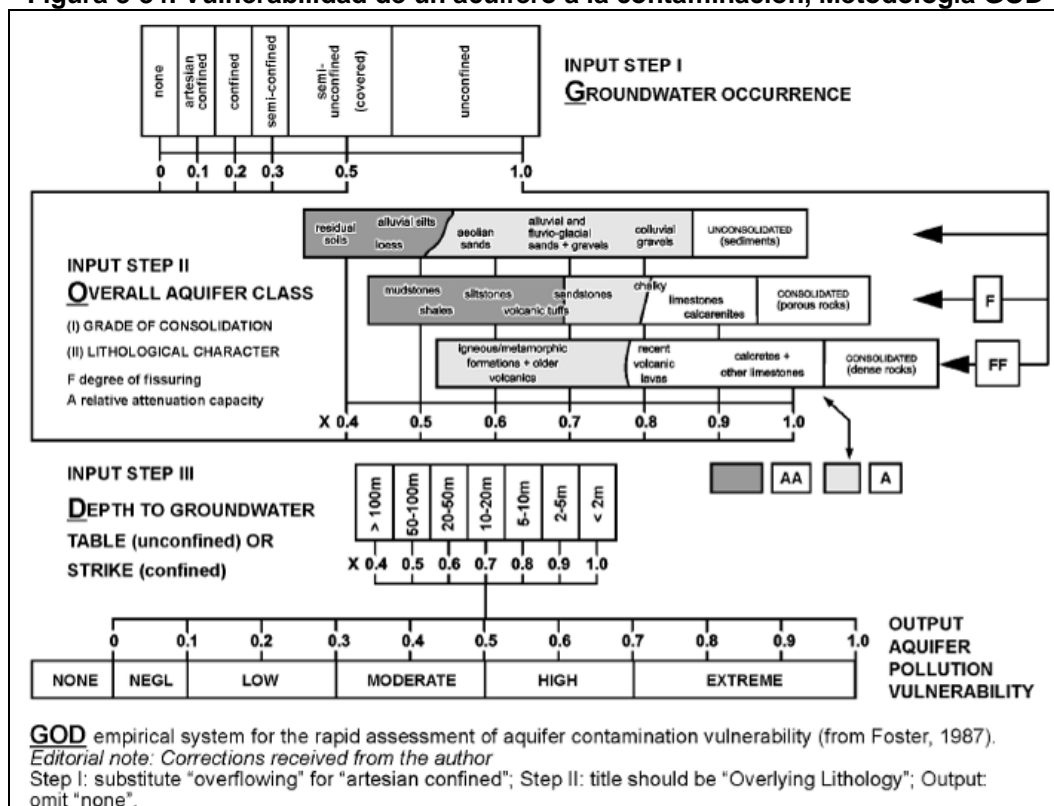 Figura 3-34. Vulnerabilidad de un acuífero a la contaminación, Metodología GOD
none
artesian
confined
confined
semi-confined
semi-
unconfined
(covered)
unconfined
INPUT STEP I
GROUNDWATER OCCURRENCE
0 0.1 0.2 0.3 0.5 1.0
residual
soils
alluvial silts
loess
aeolian
sands
alluvial and
fluvio-glacial
sands + gravels
colluvial
gravels
UNCONSOLIDATED
(sediments)
INPUT STEP II
OVERALL AQUIFER CLASS
(I) GRADE OF CONSOLIDATION
(II) LITHOLOGICAL CHARACTER
F degree of fissuring
A relative attenuation capacity
mudstones
shales
siltstones
volcanic tuffs
sandstones
chalky
limestones
calcarenites
CONSOLIDATED
(porous rocks)
F
igneous/metamorphic
formations + older
volcanics
recent
volcanic
lavas
calcretes +
other limestones
CONSOLIDATED
(dense rocks)
FF
X 0.4 0.5 0.6 0.7 0.8 0.9 1.0
AA A
INPUT STEP III
DEPTH TO GROUNDWATER
TABLE (unconfined) OR
STRIKE (confined)
> 100m
50-100m
20-50m
10-20m
5-10m
2-5m
< 2m
X 0.4 0.5 0.6 0.7 0.8 0.9 1.0
0 0.1 0.2 0.3 0.4 0.5 0.6 0.7 0.8 0.9 1.0
NONE NEGL LOW MODERATE HIGH EXTREME
OUTPUT
AQUIFER
POLLUTION
VULNERABILITY
GOD empirical system for the rapid assessment of aquifer contamination vulnerability (from Foster, 1987).
Editorial note: Corrections received from the author
Step I: substitute “overflowing” for “artesian confined”; Step II: title should be “Overlying Lithology”; Output:
omit “none”.